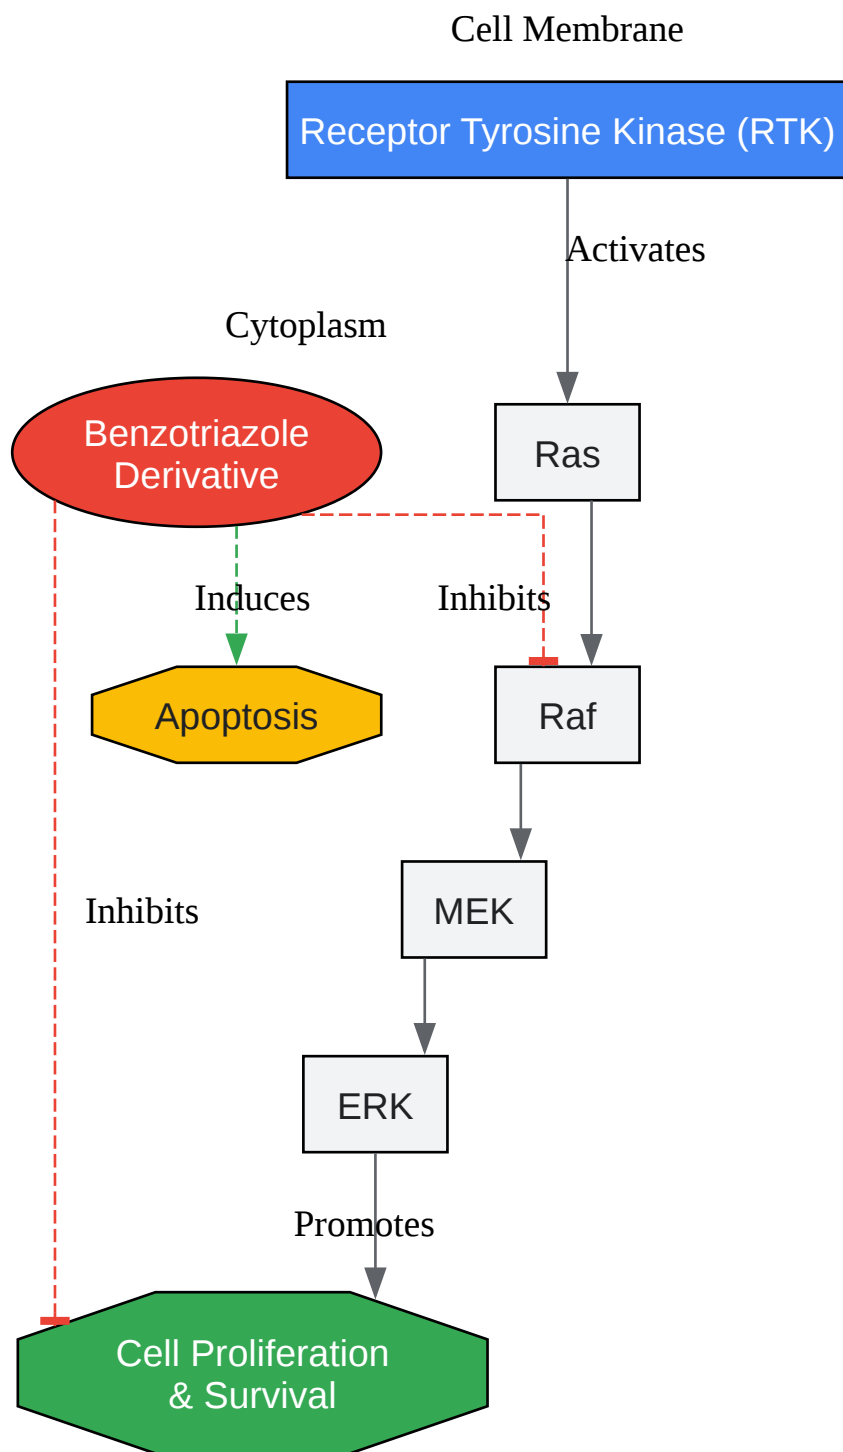 Cell Membrane
Receptor Tyrosine Kinase (RTK)
Activates
Cytoplasm
Benzotriazole
Derivative
Ras
Induces
Inhibits
Apoptosis
Raf
Inhibits
MEK
ERK
Promotes
Cell Proliferation
& Survival